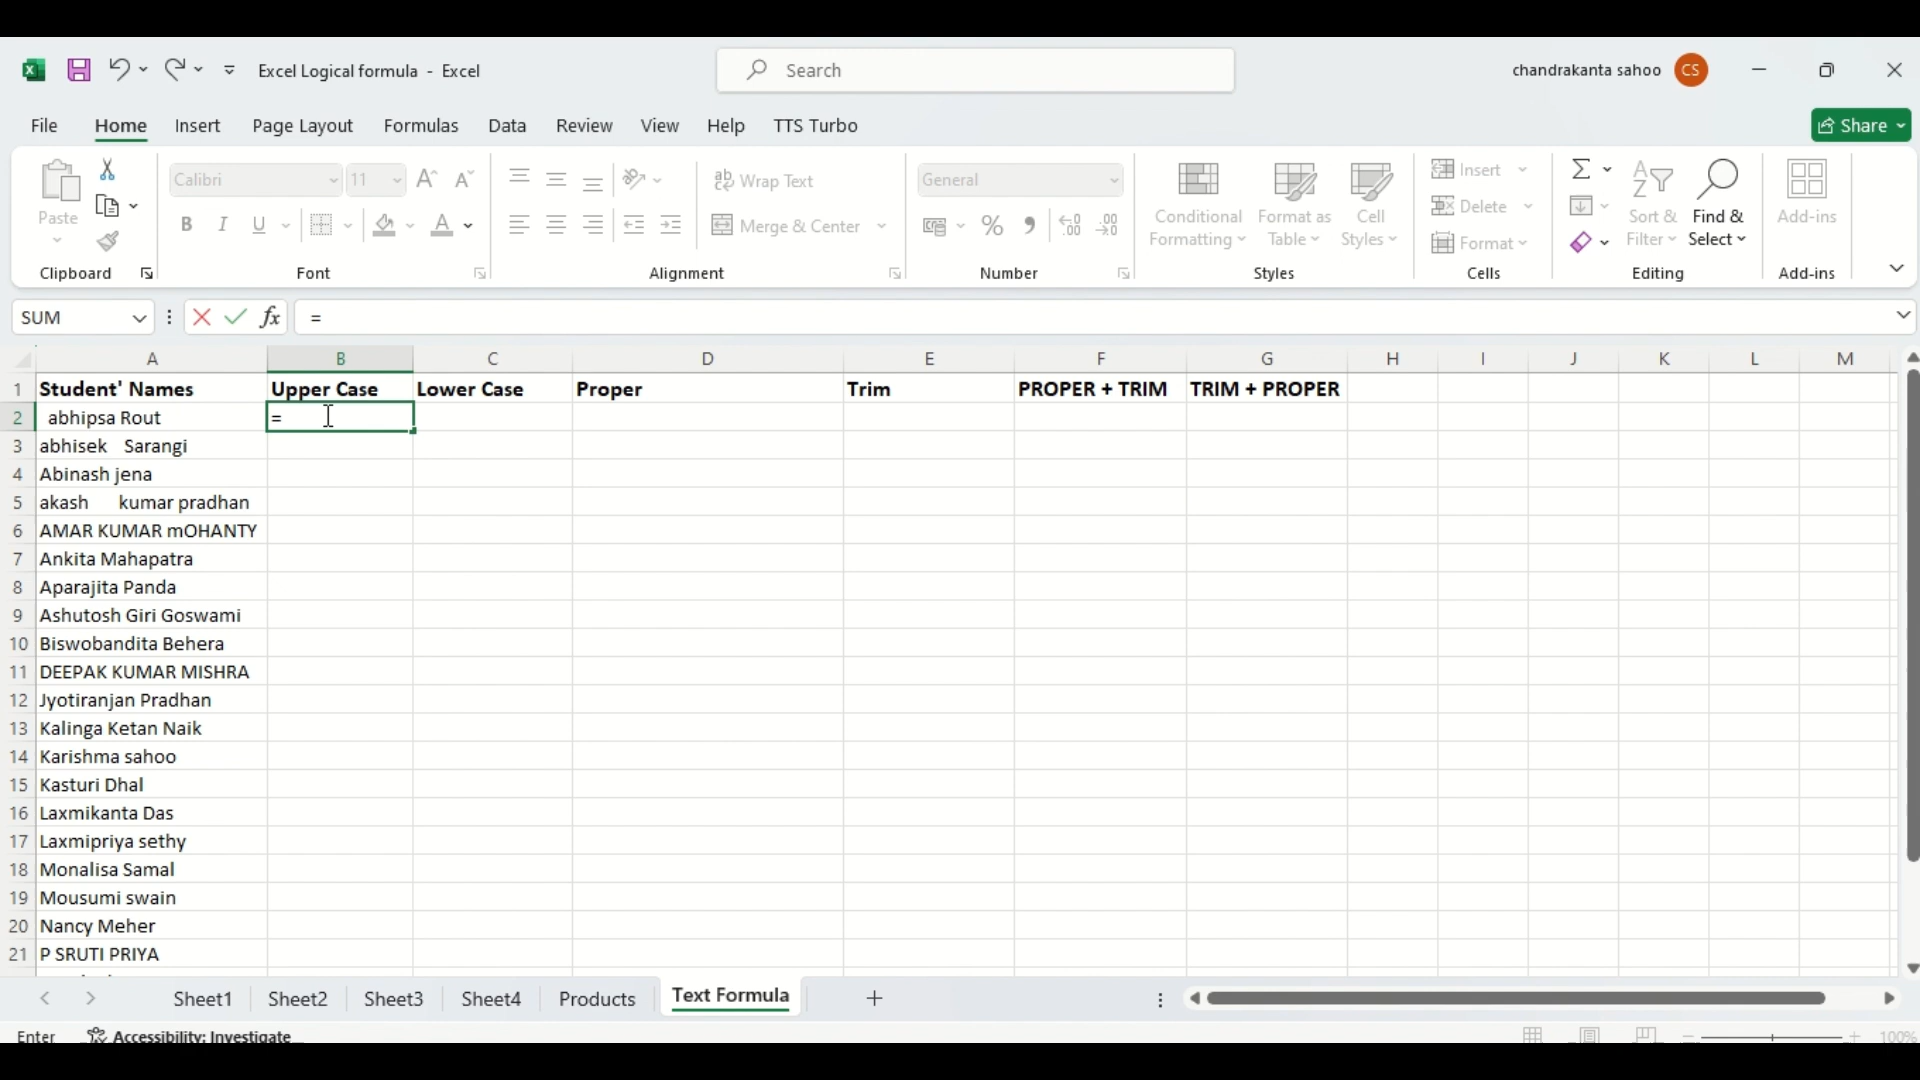 Excel Logical formula - Excel
Search
chandrakanta sahoo CS
File Home Insert Page Layout Formulas Data Review View Help TTS Turbo Share
Paste
Calibri 11
ab Wrap Text
Merge & Center
General
Conditional Formatting
Format as Table
Cell Styles
Insert
Delete
Format
Sort & Filter
Find & Select
Add-ins
Clipboard Font Alignment Number Styles Cells Editing Add-ins
SUM fx =
A B C D E F G H I J K L M
1 Student' Names Upper Case Lower Case Proper Trim PROPER + TRIM TRIM + PROPER
2 abhipsa Rout =
3 abhisek Sarangi
4 Abinash jena
5 akash kumar pradhan
6 AMAR KUMAR mOHANTY
7 Ankita Mahapatra
8 Aparajita Panda
9 Ashutosh Giri Goswami
10 Biswobandita Behera
11 DEEPAK KUMAR MISHRA
12 Jyotiranjan Pradhan
13 Kalinga Ketan Naik
14 Karishma sahoo
15 Kasturi Dhal
16 Laxmikanta Das
17 Laxmipriya sethy
18 Monalisa Samal
19 Mousumi swain
20 Nancy Meher
21 P SRUTI PRIYA
Sheet1 Sheet2 Sheet3 Sheet4 Products Text Formula
Enter Accessibility: Investigate 100%